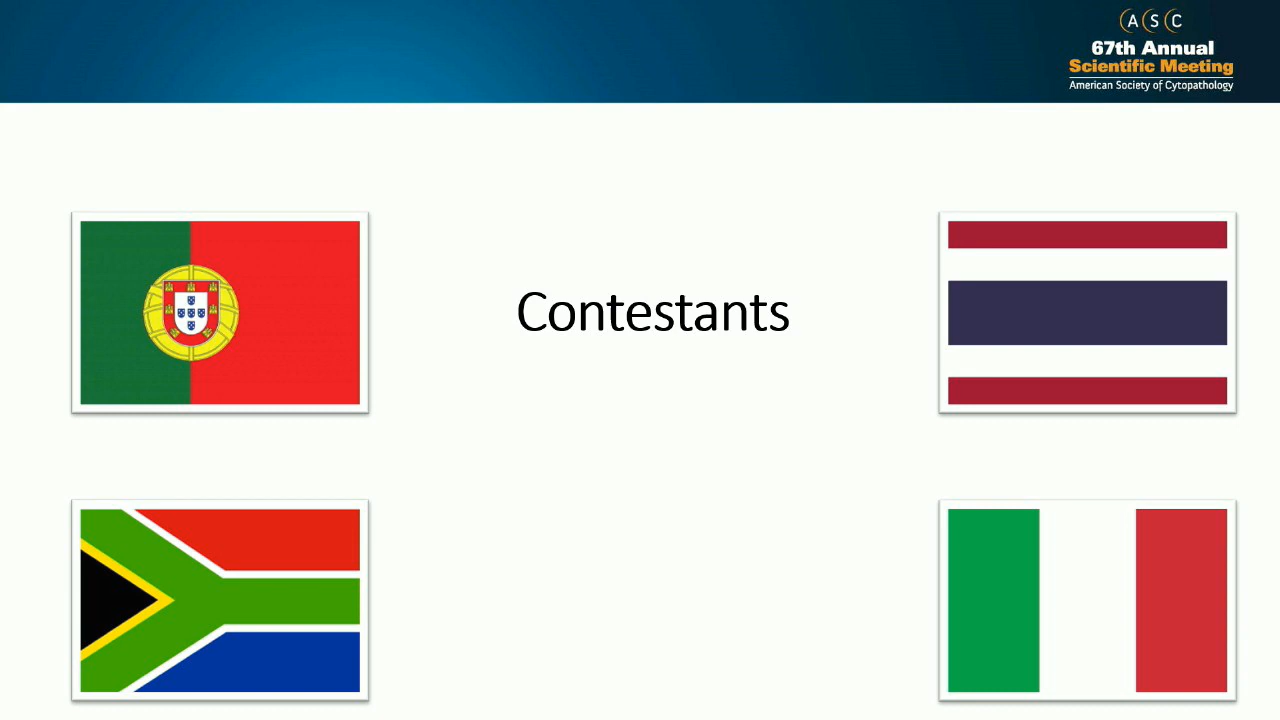 ASC
67th Annual
Scientific Meeting
American Society of Cytopathology
Contestants